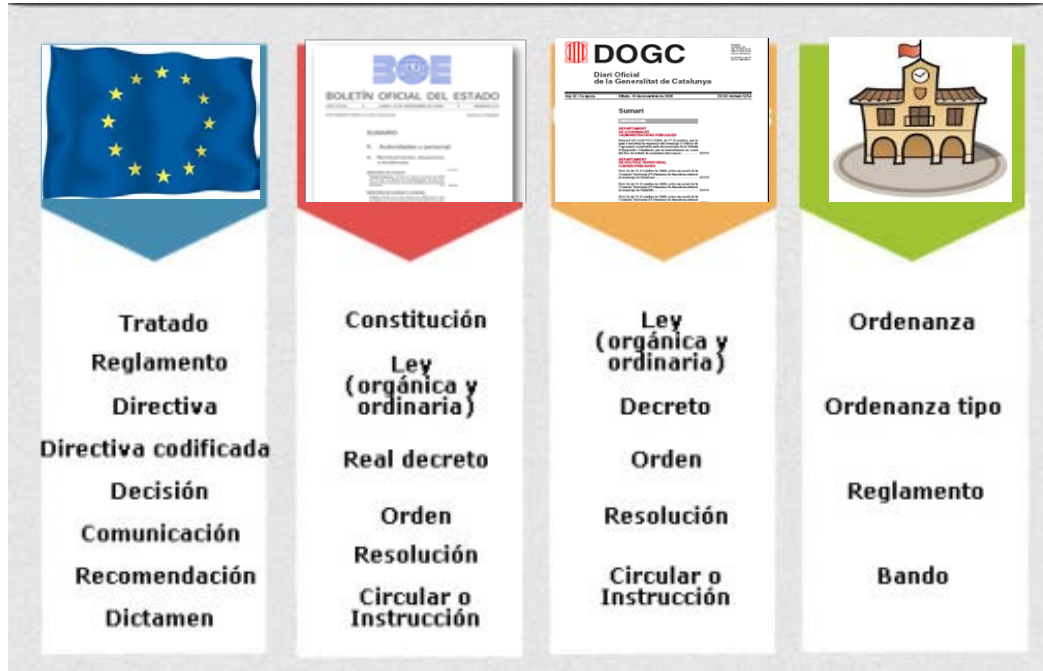 BOE
BOLETÍN OFICIAL DEL ESTADO
SUMARIO
DOGC
Diari Oficial
de la Generalitat de Catalunya
Sumari
Tratado
Reglamento
Directiva
Directiva codificada
Decisión
Comunicación
Recomendación
Dictamen
Constitución
Ley
(orgánica y
ordinaria)
Real decreto
Orden
Resolución
Circular o
Instrucción
Ley
(orgánica y
ordinaria)
Decreto
Orden
Resolución
Circular o
Instrucción
Ordenanza
Ordenanza tipo
Reglamento
Bando